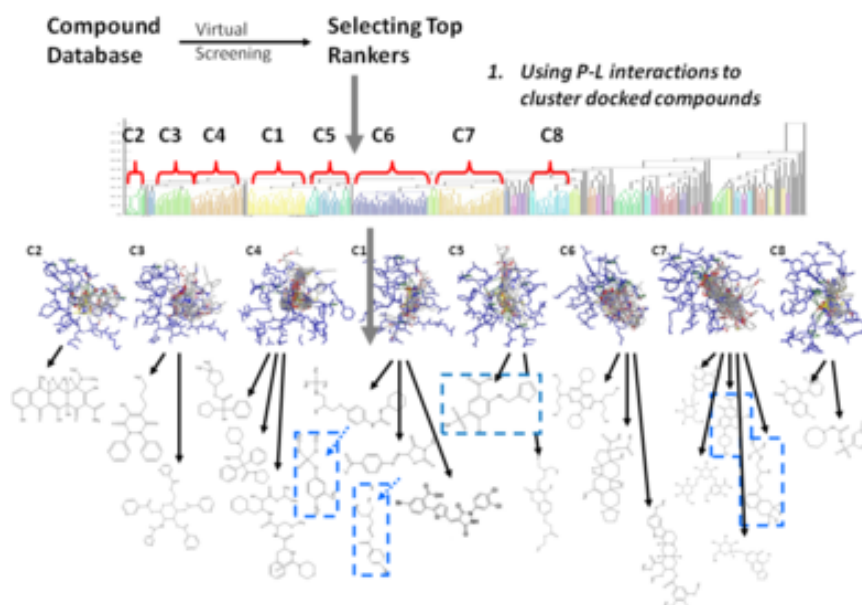 Compound Database
Virtual Screening
Selecting Top Rankers
1. Using P-L interactions to cluster docked compounds
C2 C3 C4 C1 C5 C6 C7 C8
C2 C3 C4 C1 C5 C6 C7 C8